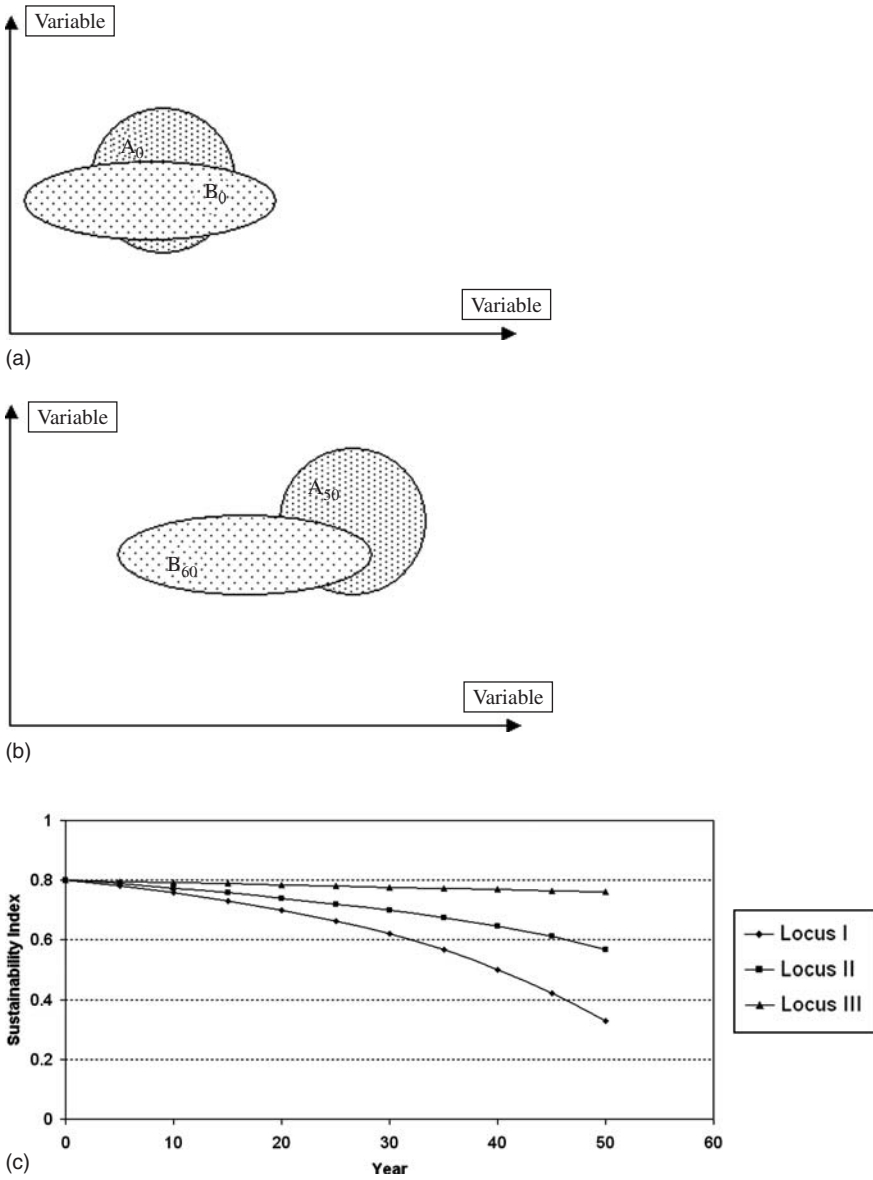 Variable
A0
B0
Variable
(a)
Variable
A50
B60
Variable
(b)
1
0.8
0.6
0.4
0.2
0
Sustainability Index
0 10 20 30 40 50 60
Year
Locus I
Locus II
Locus III
(c)